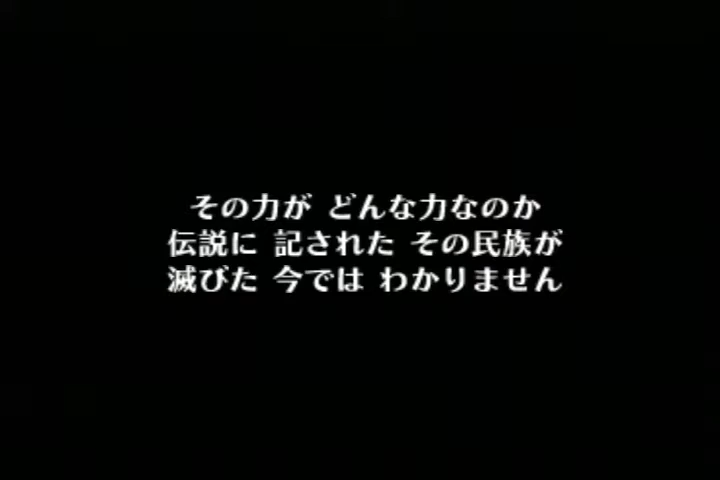 その力が どんな力なのか
伝説に 記された その民族が
滅びた 今では わかりません